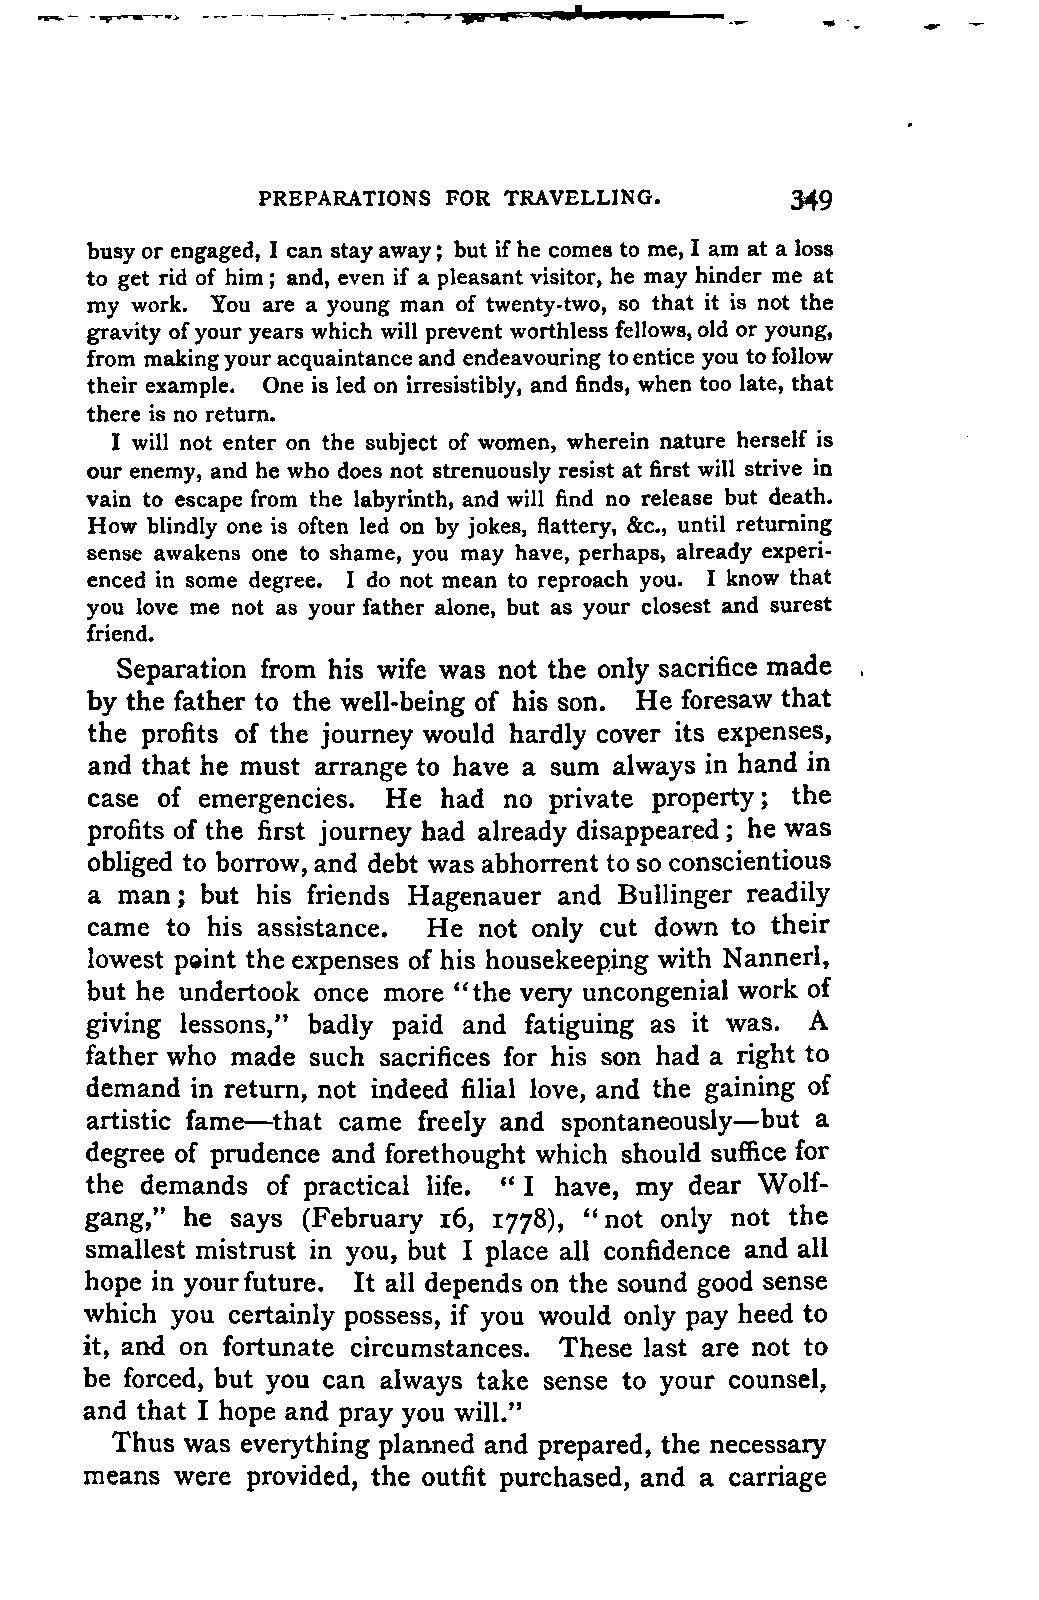 PREPARATIONS FOR TRAVELLING. 349
busy or engaged, I can stay away; but if he comes to me, I am at a loss
to get rid of him; and, even if a pleasant visitor, he may hinder me at
my work. You are a young man of twenty-two, so that it is not the
gravity of your years which will prevent worthless fellows, old or young,
from making your acquaintance and endeavouring to entice you to follow
their example. One is led on irresistibly, and finds, when too late, that
there is no return.
I will not enter on the subject of women, wherein nature herself is
our enemy, and he who does not strenuously resist at first will strive in
vain to escape from the labyrinth, and will find no release but death.
How blindly one is often led on by jokes, flattery, &c., until returning
sense awakens one to shame, you may have, perhaps, already experi-
enced in some degree. I do not mean to reproach you. I know that
you love me not as your father alone, but as your closest and surest
friend.
Separation from his wife was not the only sacrifice made
by the father to the well-being of his son. He foresaw that
the profits of the journey would hardly cover its expenses,
and that he must arrange to have a sum always in hand in
case of emergencies. He had no private property; the
profits of the first journey had already disappeared; he was
obliged to borrow, and debt was abhorrent to so conscientious
a man; but his friends Hagenauer and Bullinger readily
came to his assistance. He not only cut down to their
lowest point the expenses of his housekeeping with Nannerl,
but he undertook once more "the very uncongenial work of
giving lessons," badly paid and fatiguing as it was. A
father who made such sacrifices for his son had a right to
demand in return, not indeed filial love, and the gaining of
artistic fame—that came freely and spontaneously—but a
degree of prudence and forethought which should suffice for
the demands of practical life. "I have, my dear Wolf-
gang," he says (February 16, 1778), "not only not the
smallest mistrust in you, but I place all confidence and all
hope in your future. It all depends on the sound good sense
which you certainly possess, if you would only pay heed to
it, and on fortunate circumstances. These last are not to
be forced, but you can always take sense to your counsel,
and that I hope and pray you will."
Thus was everything planned and prepared, the necessary
means were provided, the outfit purchased, and a carriage